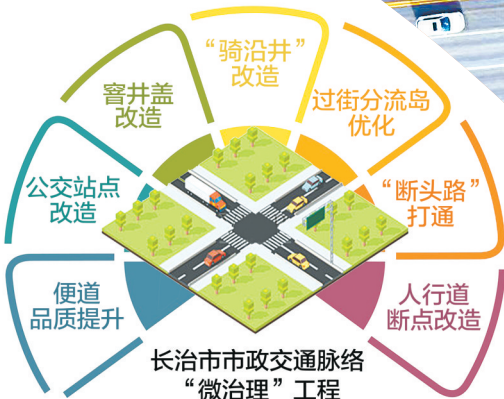 “骑沿井”
改造
窨井盖
改造
过街分流岛
优化
公交站点
改造
“断头路”
打通
便道
品质提升
人行道
断点改造
长治市市政交通脉络
“微治理”工程